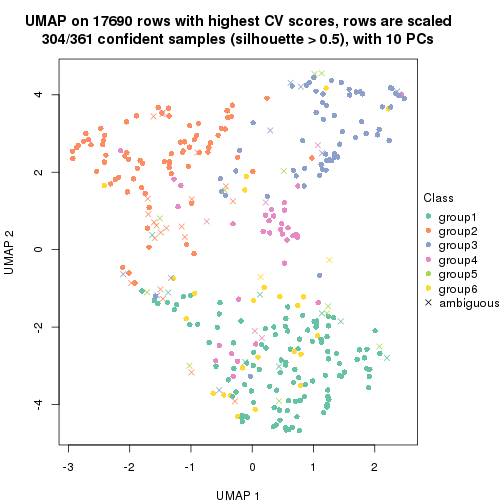 UMAP on 17690 rows with highest CV scores, rows are scaled
304/361 confident samples (silhouette > 0.5), with 10 PCs
4
2
0
-2
-4
UMAP 2
-3
-2
-1
0
1
2
UMAP 1
Class
group1
group2
group3
group4
group5
group6
ambiguous